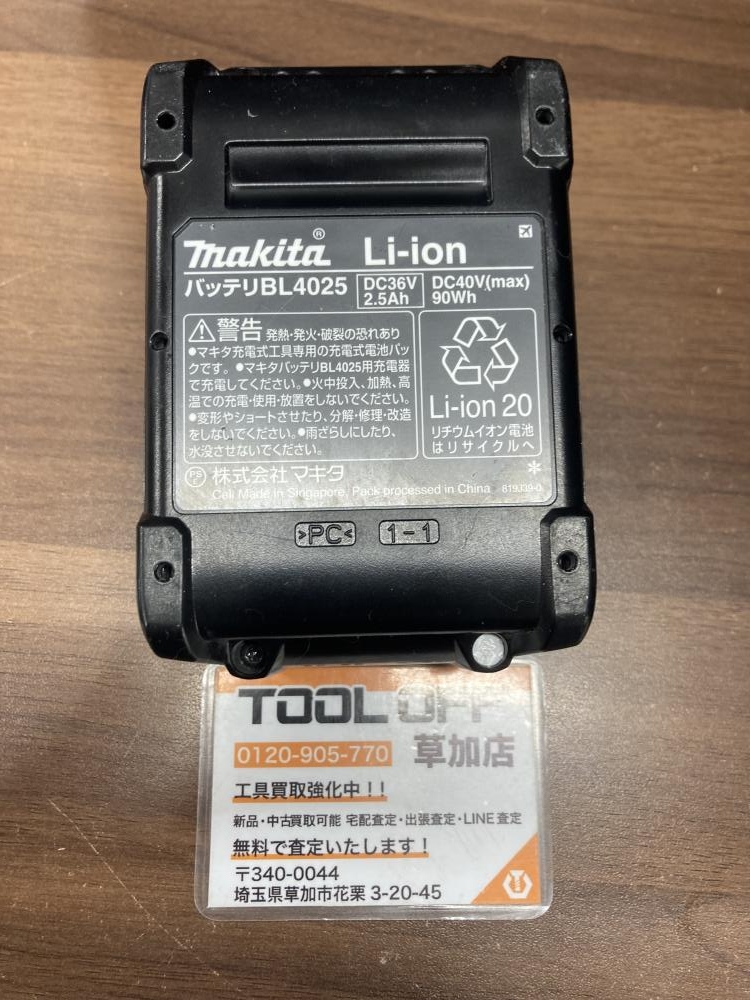 makita® Li-ion
バッテリBL4025 DC36V 2.5Ah DC40V(max) 90Wh
警告 発熱・発火・破裂の恐れあり
●マキタ充電式工具専用の充電式電池パッ
クです。●マキタバッテリBL4025用充電器
で充電してください。●火中投入、加熱、高
温での充電・使用・放置をしないでください。
●変形やショートさせたり、分解・修理・改造
をしないでください。●雨ざらしにしたり、
水没させないでください。
Li-ion 20
リチウムイオン電池
はリサイクルへ
PS E 株式会社 マキタ
Cell Made in Singapore, Pack processed in China
>PC< 1-1
TOOL OFF
0120-905-770 草加店
工具買取強化中!!
新品・中古買取可能 宅配査定・出張査定・LINE査定
無料で査定いたします!
〒340-0044
埼玉県草加市花栗 3-20-45